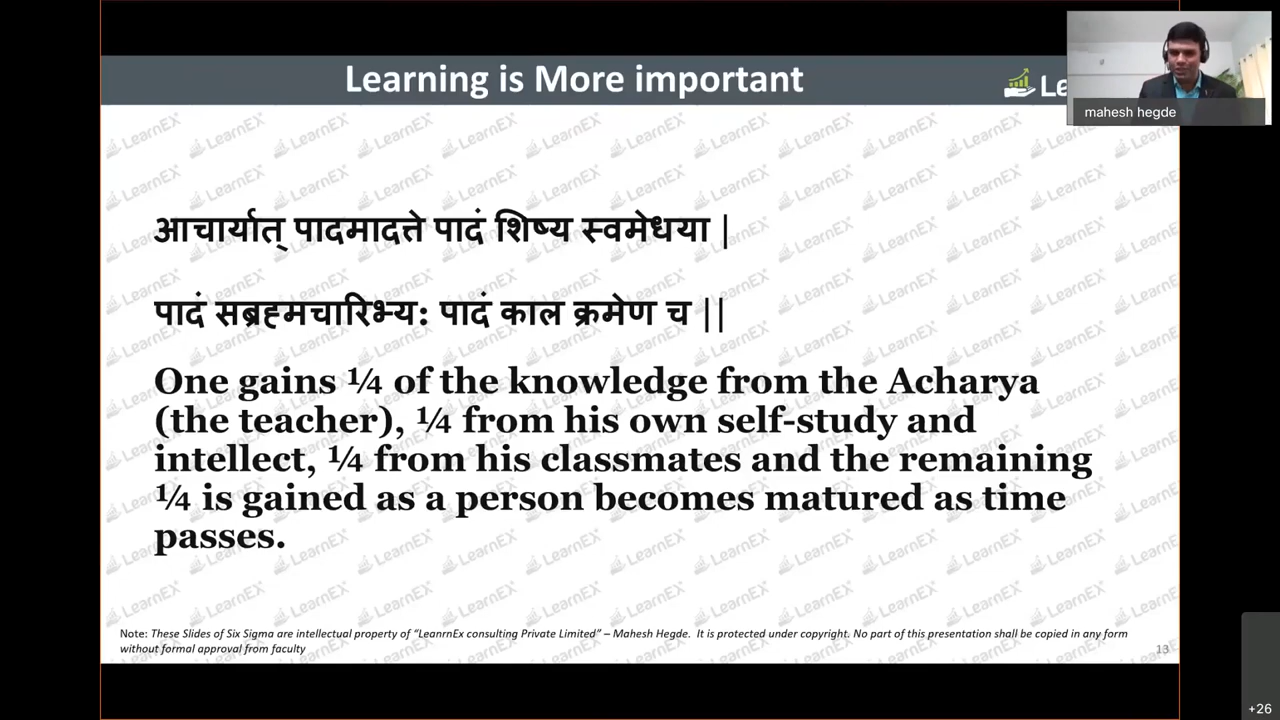 Learning is More important
Le
mahesh hegde
आचार्यात् पादमादत्ते पादं शिष्य स्वमेधया |
पादं सब्रह्मचारिभ्य: पादं काल क्रमेण च ||
One gains ¼ of the knowledge from the Acharya
(the teacher), ¼ from his own self-study and
intellect, ¼ from his classmates and the remaining
¼ is gained as a person becomes matured as time
passes.
Note: These Slides of Six Sigma are intellectual property of “LeanrnEx consulting Private Limited” – Mahesh Hegde.  It is protected under copyright. No part of this presentation shall be copied in any form
without formal approval from faculty
13
+26
LearnEX